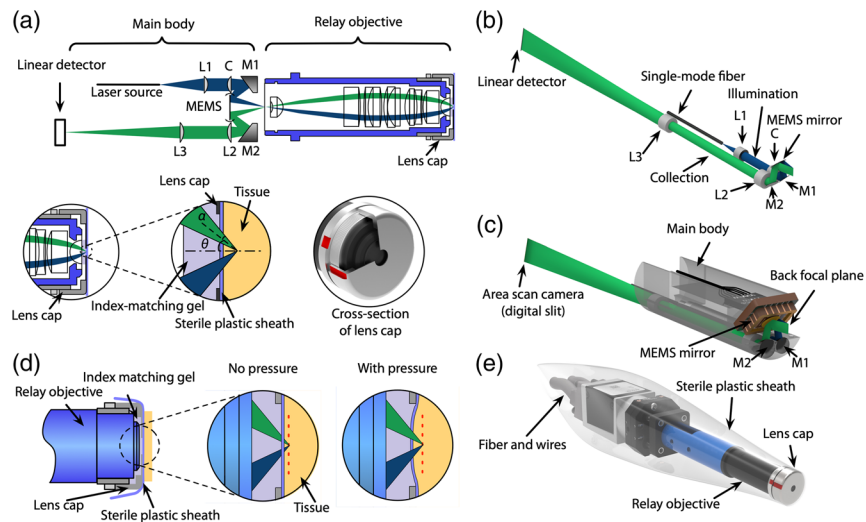 (a)
Main body
Relay objective
Linear detector
L1
C
M1
Laser source
MEMS
L3
L2
M2
Lens cap
Lens cap
Tissue
α
θ
Lens cap
Index-matching gel
Sterile plastic sheath
Cross-section
of lens cap
(b)
Linear detector
Single-mode fiber
Illumination
L1
MEMS mirror
C
L3
Collection
L2
M2
M1
(c)
Main body
Area scan camera
(digital slit)
Back focal plane
MEMS mirror
M2
M1
(d)
Index matching gel
Relay objective
No pressure
With pressure
Lens cap
Sterile plastic sheath
Tissue
(e)
Sterile plastic sheath
Fiber and wires
Lens cap
Relay objective